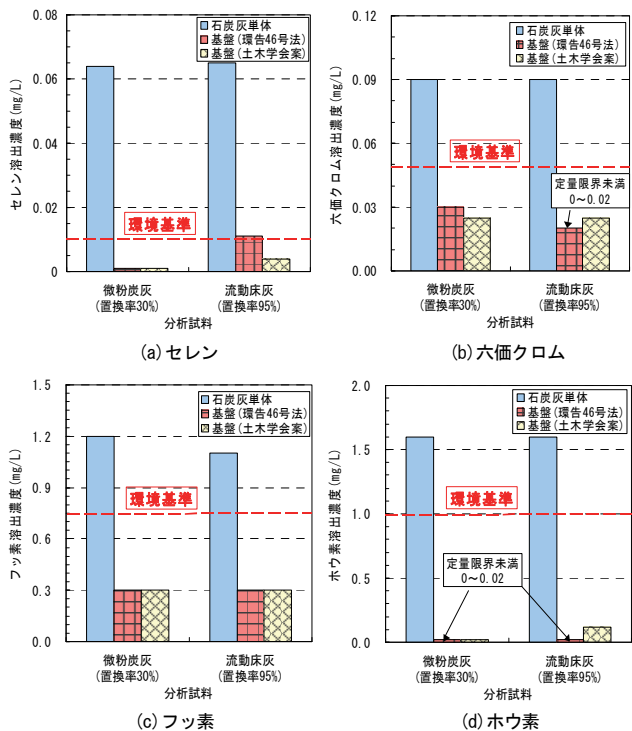 0.08
0.06
0.04
0.02
0
セレン溶出濃度(mg/L)
石炭灰単体
基盤(環告46号法)
基盤(土木学会案)
環境基準
微粉炭灰
(置換率30%)
流動床灰
(置換率95%)
分析試料
(a)セレン
0.12
0.09
0.06
0.03
0.00
六価クロム溶出濃度(mg/L)
石炭灰単体
基盤(環告46号法)
基盤(土木学会案)
環境基準
定量限界未満
0～0.02
微粉炭灰
(置換率30%)
流動床灰
(置換率95%)
分析試料
(b)六価クロム
1.5
1.2
0.9
0.6
0.3
0.0
フッ素溶出濃度(mg/L)
石炭灰単体
基盤(環告46号法)
基盤(土木学会案)
環境基準
微粉炭灰
(置換率30%)
流動床灰
(置換率95%)
分析試料
(c)フッ素
2.0
1.5
1.0
0.5
0.0
ホウ素溶出濃度(mg/L)
石炭灰単体
基盤(環告46号法)
基盤(土木学会案)
環境基準
定量限界未満
0～0.02
微粉炭灰
(置換率30%)
流動床灰
(置換率95%)
分析試料
(d)ホウ素